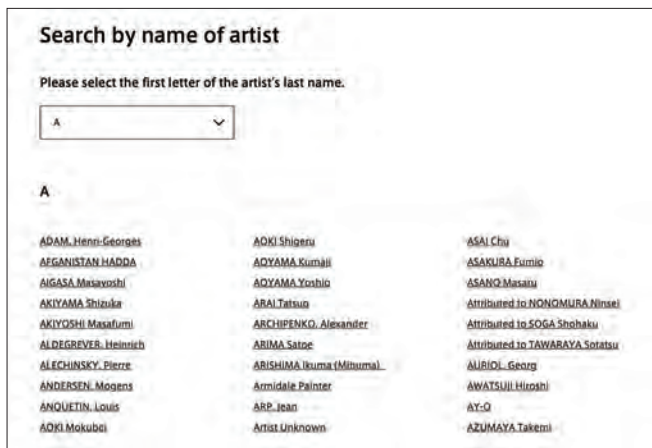 Search by name of artist
Please select the first letter of the artist's last name.
A
A
ADAM, Henri-Georges
AFGANISTAN HADDA
AIGASA Masayoshi
AKIYAMA Shizuka
AKIYOSHI Masafumi
ALDEGREVER, Heinrich
ALECHINSKY, Pierre
ANDERSEN, Mogens
ANQUETIN, Louis
AOKI Mokubei
AOKI Shigeru
AOYAMA Kumaji
AOYAMA Yoshio
ARAI Tatsuo
ARCHIPENKO, Alexander
ARIMA Satoe
ARISHIMA Ikuma (Mibuma)
Armidale Painter
ARP, Jean
Artist Unknown
ASAI Chu
ASAKURA Fumio
ASANO Masaru
Attributed to NONOMURA Ninsei
Attributed to SOGA Shohaku
Attributed to TAWARAYA Sotatsu
AURIOL, Georg
AWATSUJI Hiroshi
AY-O
AZUMAYA Takemi